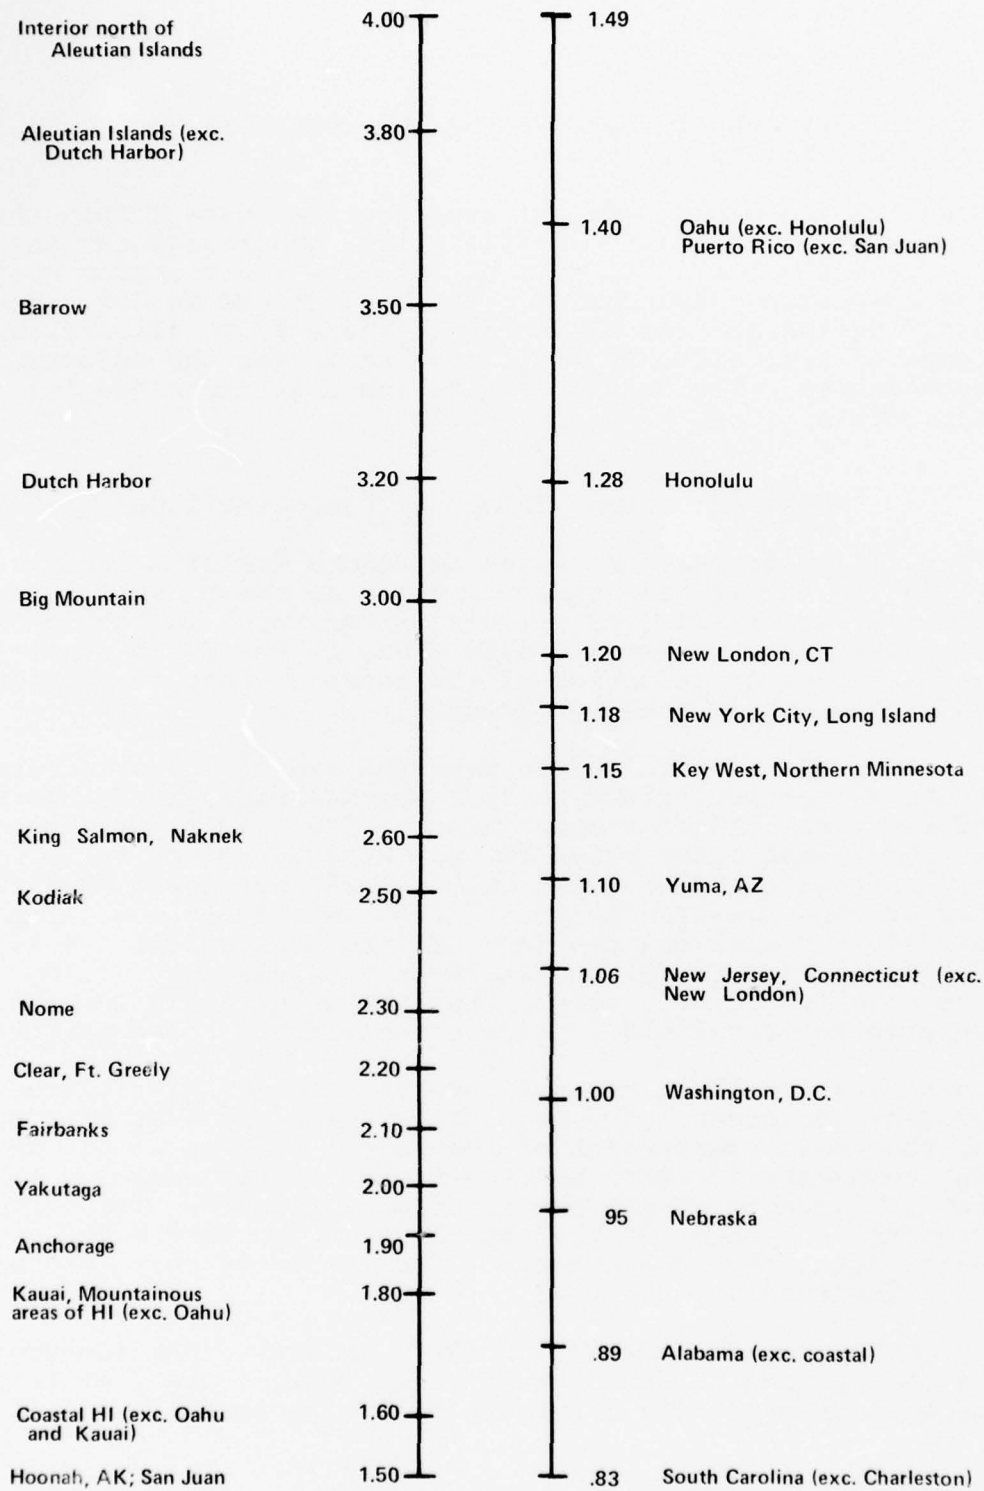 Interior north of
Aleutian Islands
4.00
Aleutian Islands (exc.
Dutch Harbor)
3.80
Barrow
3.50
Dutch Harbor
3.20
Big Mountain
3.00
King Salmon, Naknek
2.60
Kodiak
2.50
Nome
2.30
Clear, Ft. Greely
2.20
Fairbanks
2.10
Yakutaga
2.00
Anchorage
1.90
Kauai, Mountainous
areas of HI (exc. Oahu)
1.80
Coastal HI (exc. Oahu
and Kauai)
1.60
Hoonah, AK; San Juan
1.50
1.49
1.40
Oahu (exc. Honolulu)
Puerto Rico (exc. San Juan)
1.28
Honolulu
1.20
New London, CT
1.18
New York City, Long Island
1.15
Key West, Northern Minnesota
1.10
Yuma, AZ
1.06
New Jersey, Connecticut (exc.
New London)
1.00
Washington, D.C.
95
Nebraska
.89
Alabama (exc. coastal)
.83
South Carolina (exc. Charleston)